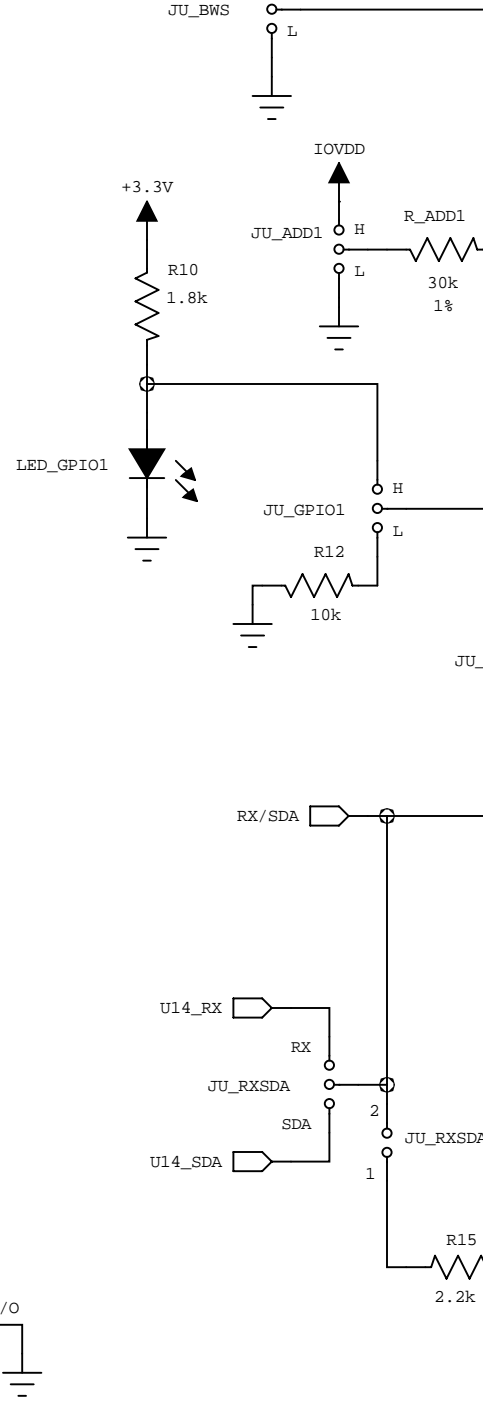 JU_BWS
L
IOVDD
+3.3V
JU_ADD1
H
L
R_ADD1
30k
1%
R10
1.8k
LED_GPIO1
JU_GPIO1
H
L
R12
10k
JU_
RX/SDA
U14_RX
RX
JU_RXSDA
SDA
U14_SDA
2
JU_RXSDA
1
R15
2.2k
/O